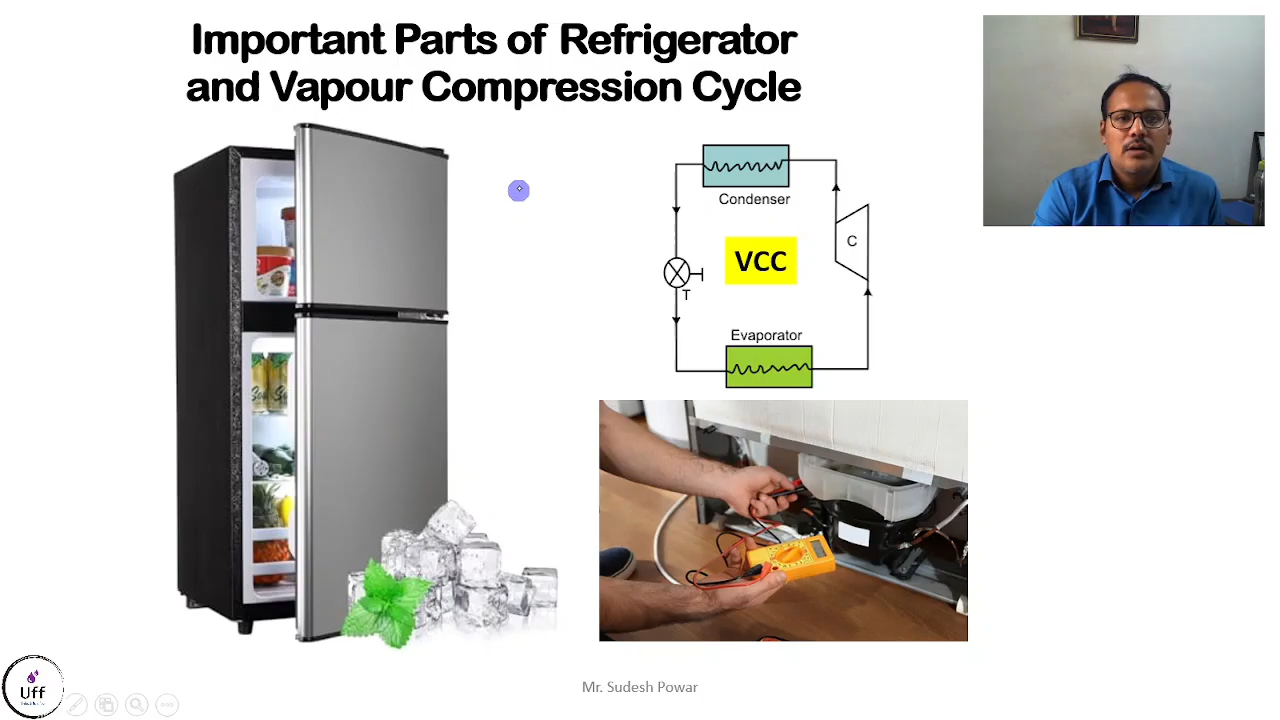 Important Parts of Refrigerator
and Vapour Compression Cycle
Condenser
C
VCC
T
Evaporator
Uff
Mr. Sudesh Powar